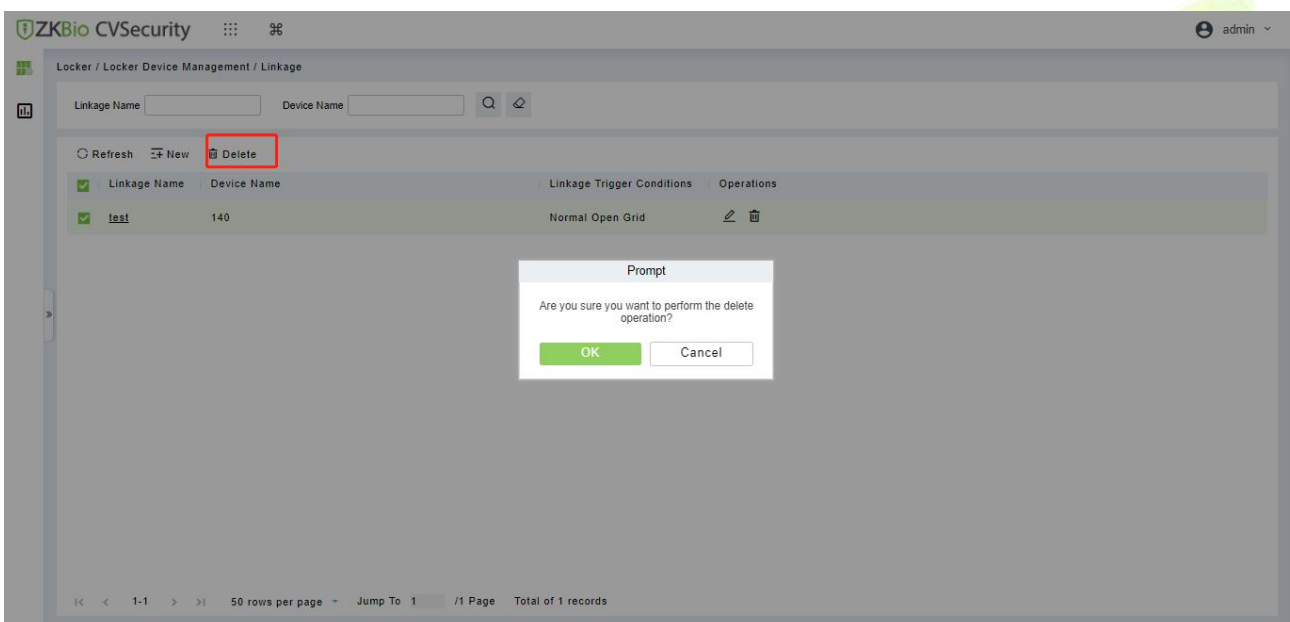 ZKBio CVSecurity
admin
Locker / Locker Device Management / Linkage
Linkage Name
Device Name
Refresh New Delete
Linkage Name Device Name Linkage Trigger Conditions Operations
test 140 Normal Open Grid
Prompt
Are you sure you want to perform the delete
operation?
OK Cancel
1-1 50 rows per page Jump To 1 /1 Page Total of 1 records